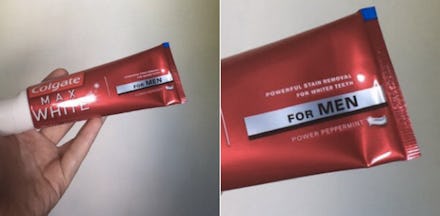 Colgate
MAX
WHITE
FOR MEN
POWERFUL STAIN REMOVAL
FOR WHITER TEETH
FOR MEN
POWER PEPPERMINT